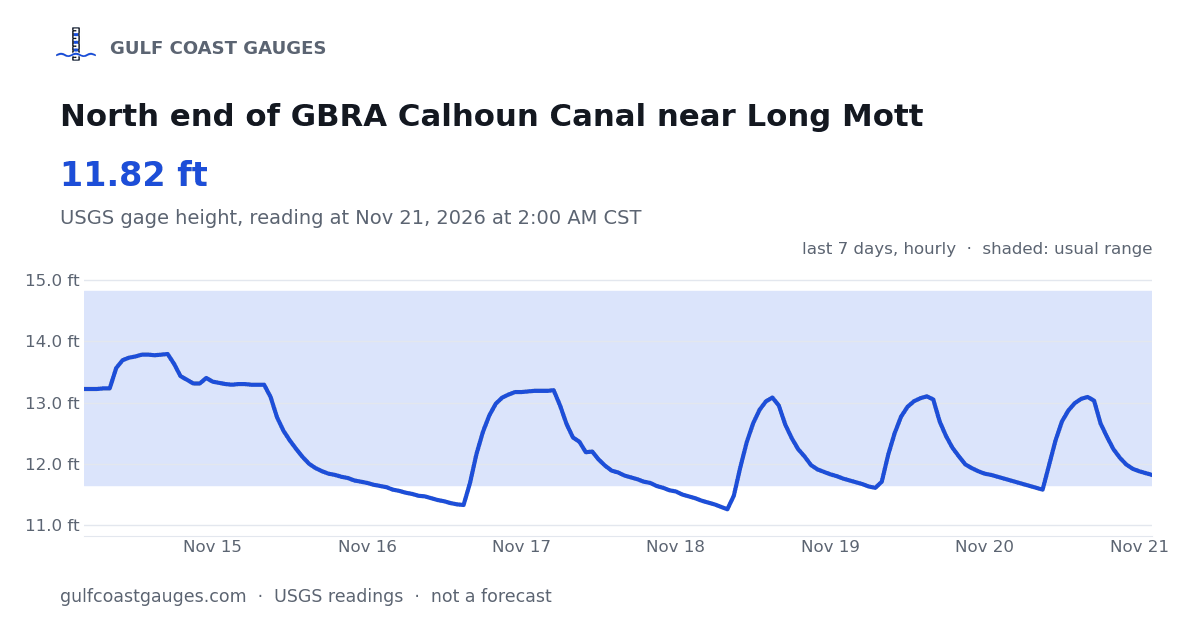 GULF COAST GAUGES
North end of GBRA Calhoun Canal near Long Mott
11.82 ft
USGS gage height, reading at Nov 21, 2026 at 2:00 AM CST
last 7 days, hourly · shaded: usual range
15.0 ft
14.0 ft
13.0 ft
12.0 ft
11.0 ft
Nov 15 Nov 16 Nov 17 Nov 18 Nov 19 Nov 20 Nov 21
gulfcoastgauges.com · USGS readings · not a forecast